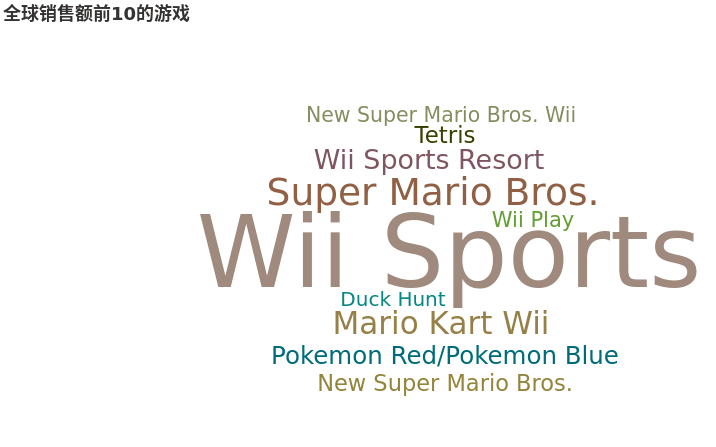 全球销售额前10的游戏
New Super Mario Bros. Wii
Tetris
Wii Sports Resort
Super Mario Bros.
Wii Play
Wii Sports
Duck Hunt
Mario Kart Wii
Pokemon Red/Pokemon Blue
New Super Mario Bros.